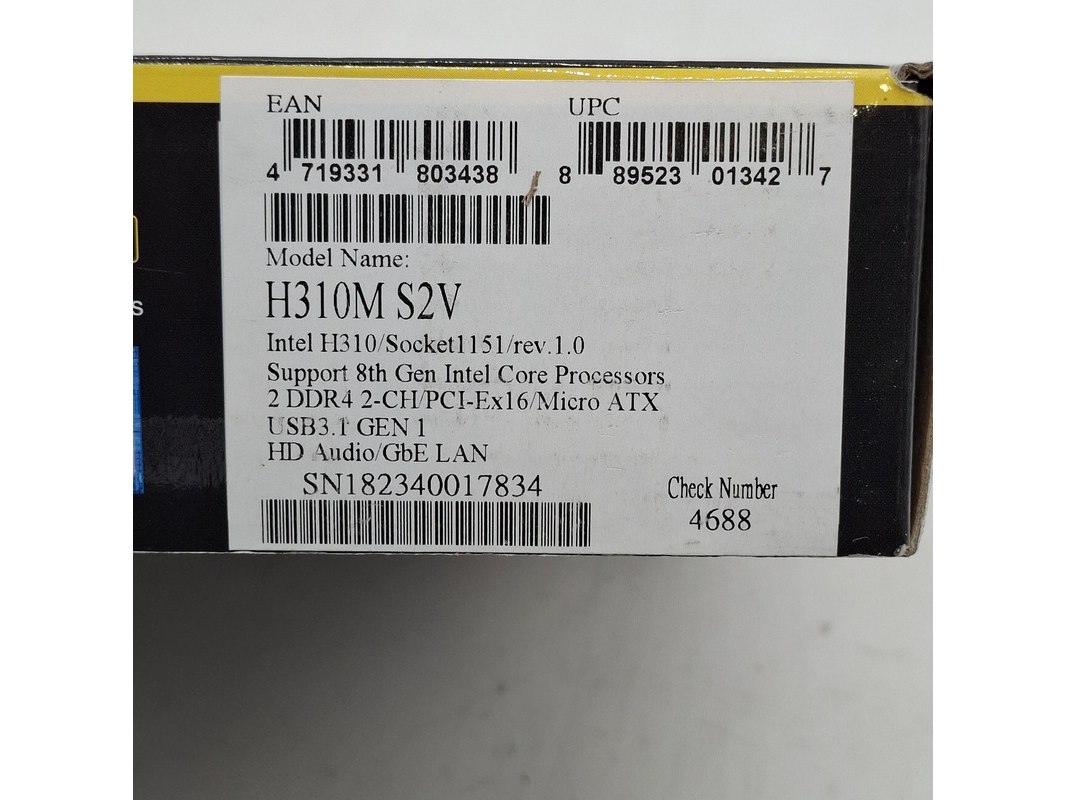 EAN
UPC
4 719331 803438
8 89523 01342 7
Model Name:
H310M S2V
Intel H310/Socket1151/rev.1.0
Support 8th Gen Intel Core Processors
2 DDR4 2-CH/PCI-Ex16/Micro ATX
USB3.1 GEN 1
HD Audio/GbE LAN
SN182340017834
Check Number
4688